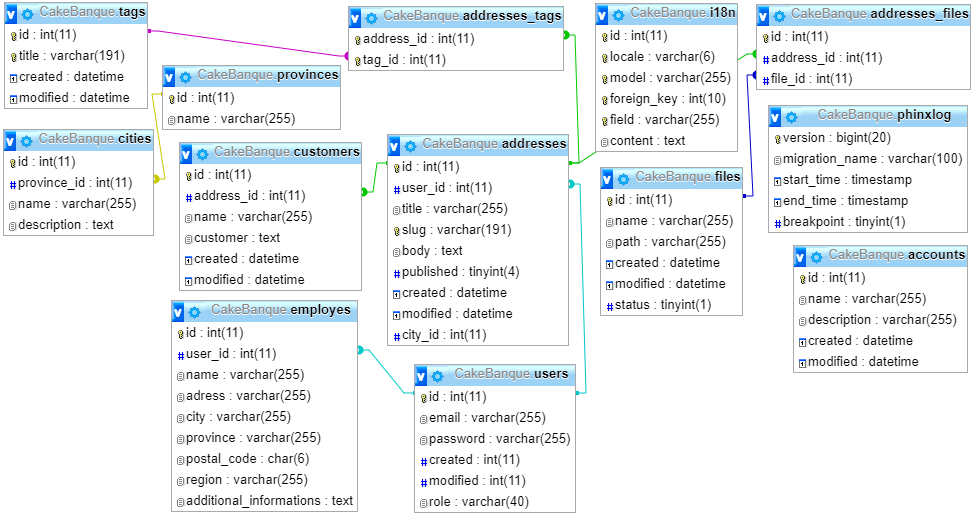 CakeBanque tags
id : int(11)
title : varchar(191)
created : datetime
modified : datetime
CakeBanque addresses_tags
address_id : int(11)
tag_id : int(11)
CakeBanque i18n
id : int(11)
locale : varchar(6)
model : varchar(255)
foreign_key : int(10)
field : varchar(255)
content : text
CakeBanque addresses_files
id : int(11)
# address_id : int(11)
# file_id : int(11)
CakeBanque provinces
id : int(11)
name : varchar(255)
CakeBanque phinxlog
version : bigint(20)
migration_name : varchar(100)
start_time : timestamp
end_time : timestamp
# breakpoint : tinyint(1)
CakeBanque cities
id : int(11)
# province_id : int(11)
name : varchar(255)
description : text
CakeBanque customers
id : int(11)
# address_id : int(11)
name : varchar(255)
customer : text
created : datetime
modified : datetime
CakeBanque addresses
id : int(11)
# user_id : int(11)
title : varchar(255)
slug : varchar(191)
body : text
# published : tinyint(4)
created : datetime
modified : datetime
# city_id : int(11)
CakeBanque files
id : int(11)
name : varchar(255)
path : varchar(255)
created : datetime
modified : datetime
# status : tinyint(1)
CakeBanque accounts
id : int(11)
name : varchar(255)
description : varchar(255)
created : datetime
modified : datetime
CakeBanque employes
id : int(11)
# user_id : int(11)
name : varchar(255)
adress : varchar(255)
city : varchar(255)
province : varchar(255)
postal_code : char(6)
region : varchar(255)
additional_informations : text
CakeBanque users
id : int(11)
email : varchar(255)
password : varchar(255)
# created : int(11)
# modified : int(11)
role : varchar(40)